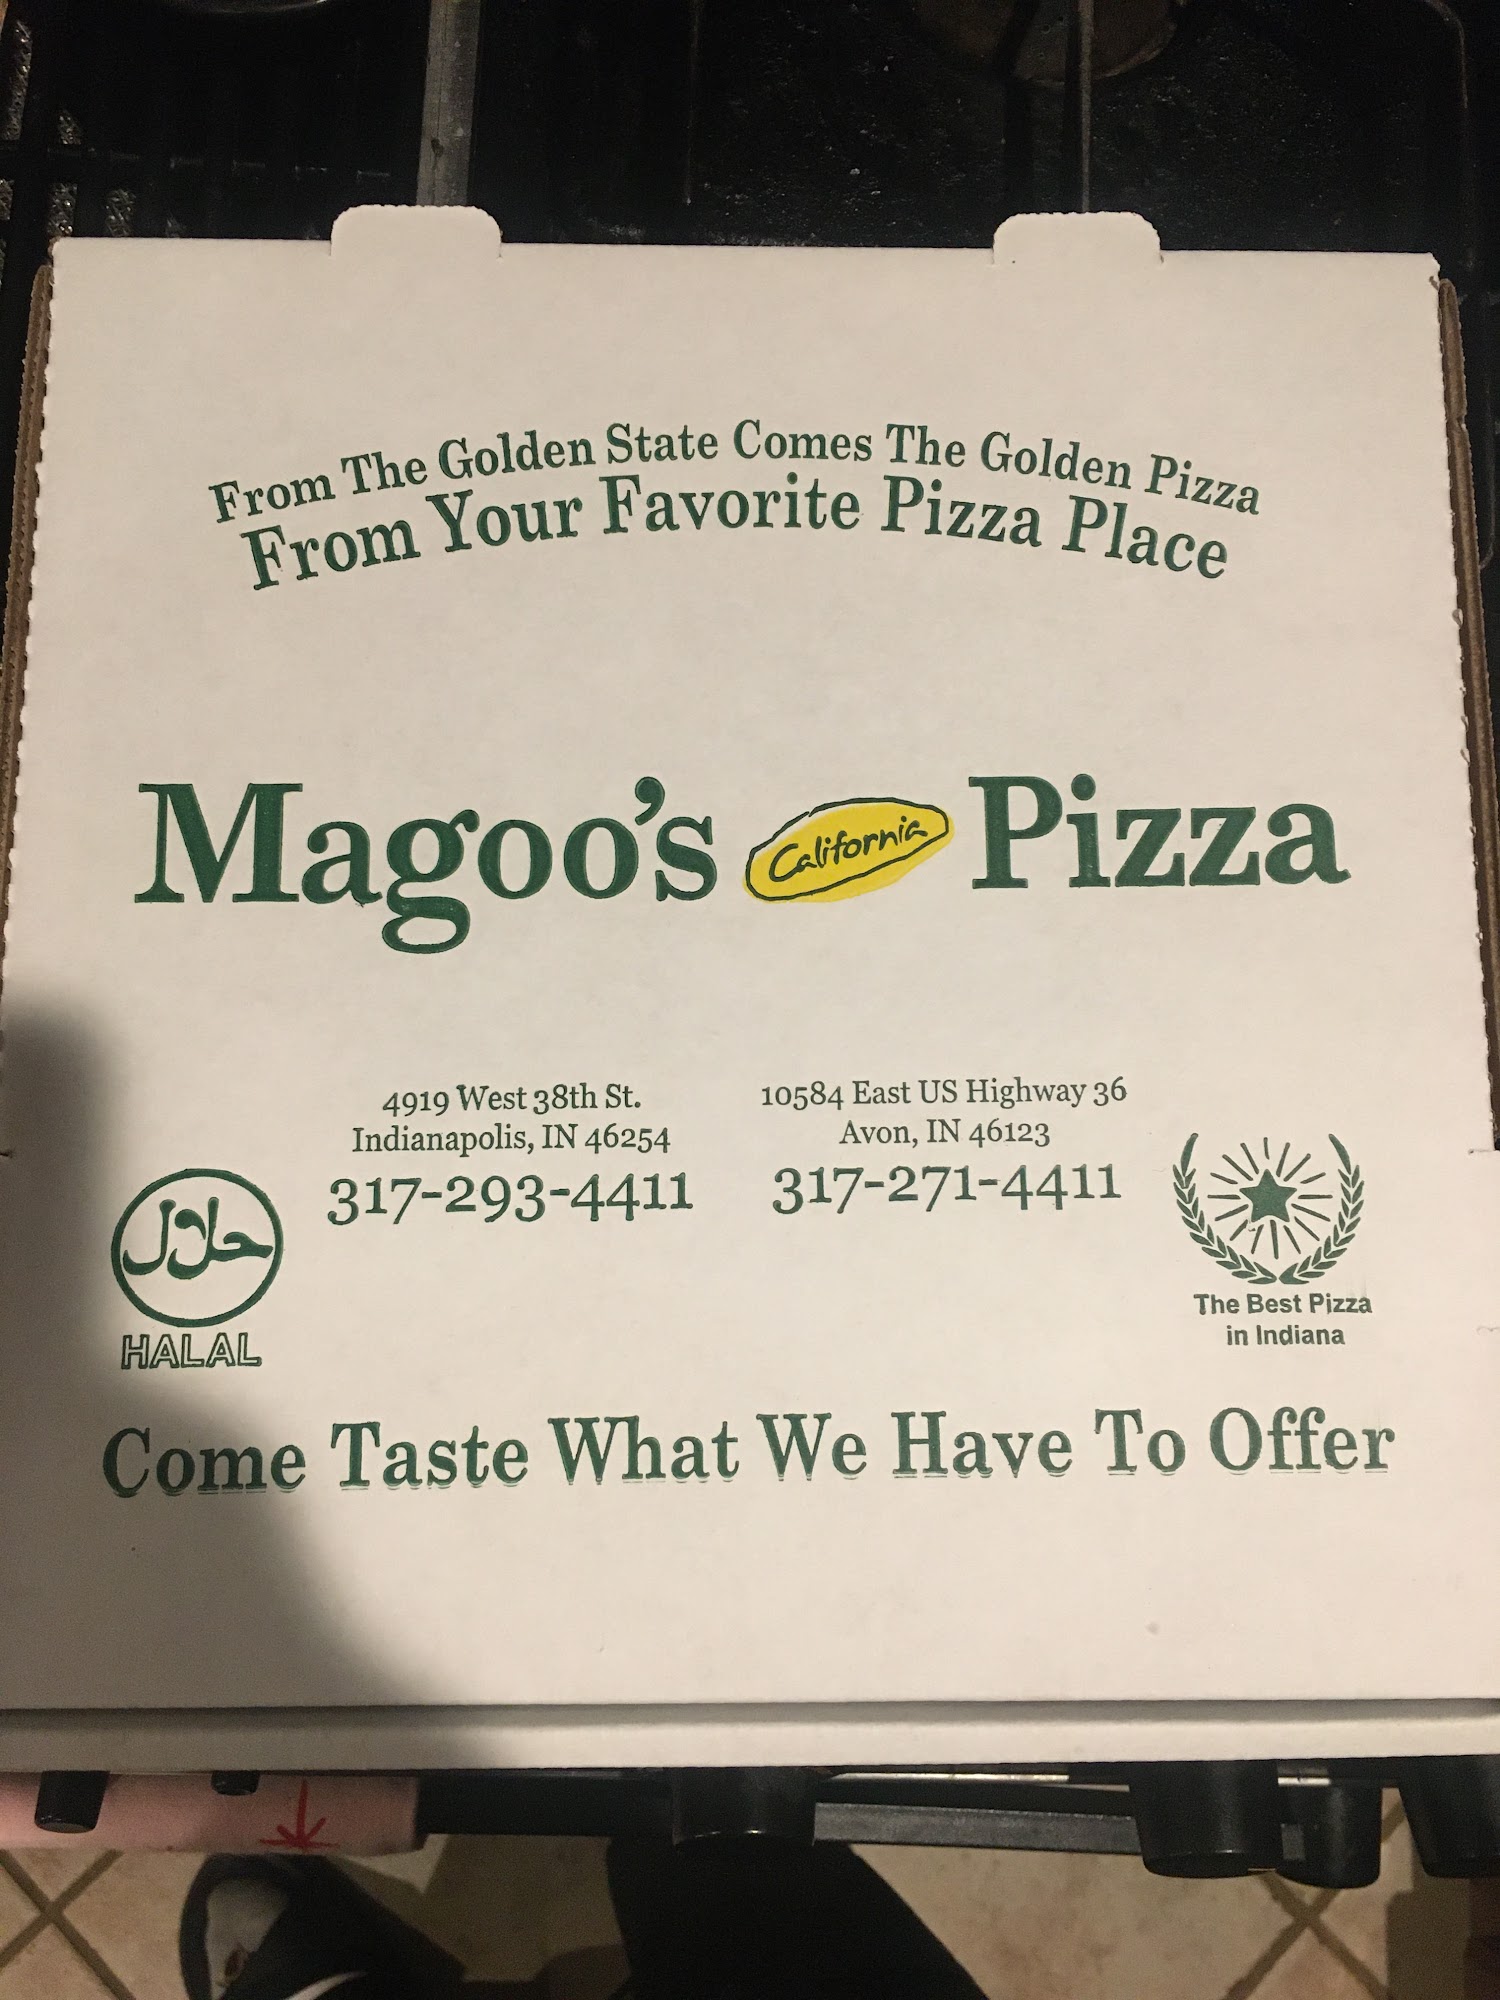 From The Golden State Comes The Golden Pizza
From Your Favorite Pizza Place
Magoo's California Pizza
4919 West 38th St.
Indianapolis, IN 46254
317-293-4411
10584 East US Highway 36
Avon, IN 46123
317-271-4411
حلال
HALAL
The Best Pizza
in Indiana
Come Taste What We Have To Offer